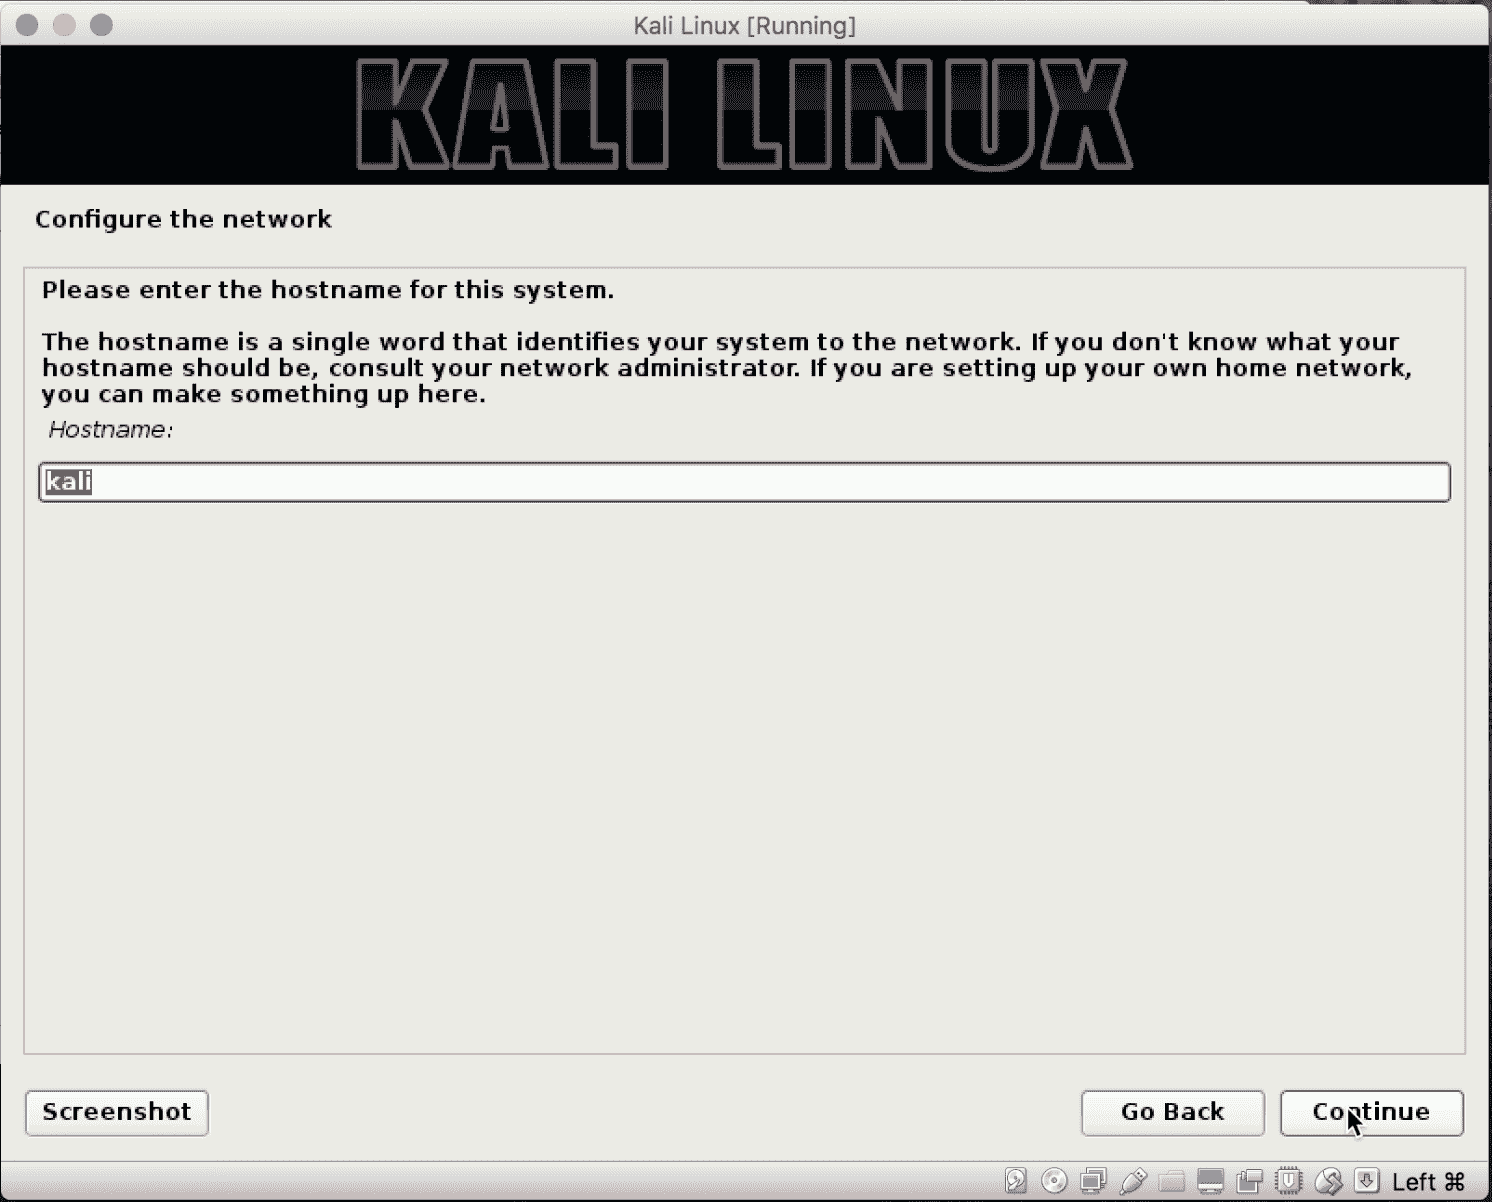 Kali Linux [Running]
KALI LINUX
Configure the network
Please enter the hostname for this system.
The hostname is a single word that identifies your system to the network. If you don't know what your
hostname should be, consult your network administrator. If you are setting up your own home network,
you can make something up here.
Hostname:
kali
Screenshot
Go Back
Continue
Left ⌘